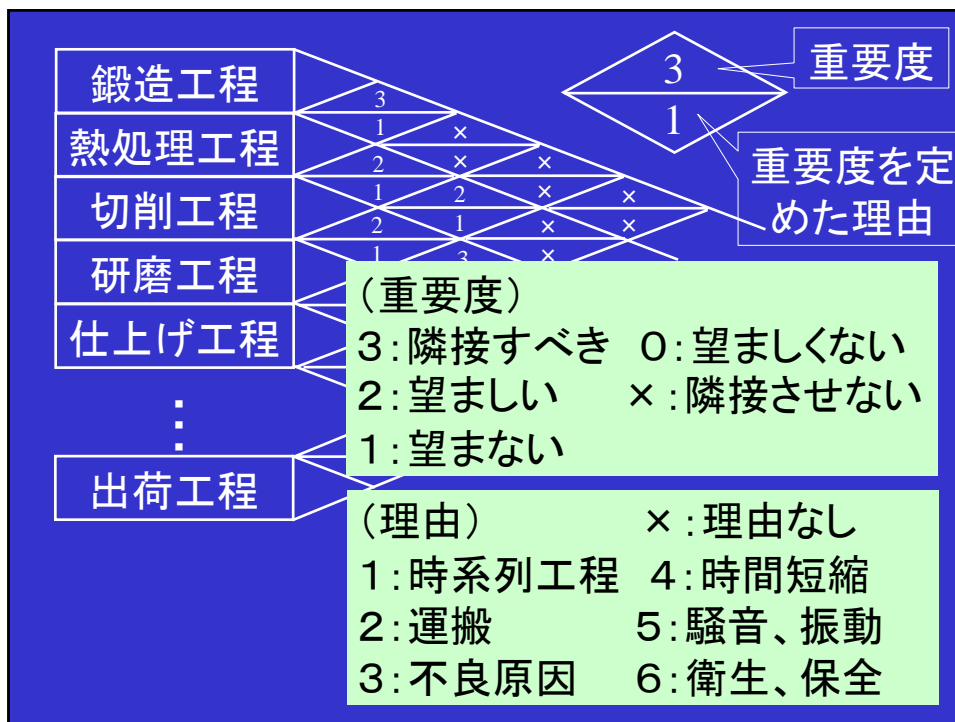 鍛造工程
熱処理工程
切削工程
研磨工程
仕上げ工程
⋮
出荷工程
3
1 ×
2 × ×
1 2 × ×
2 1 × ×
1 3 ×
3
1
重要度
重要度を定
めた理由
(重要度)
3:隣接すべき 0:望ましくない
2:望ましい ×:隣接させない
1:望まない
(理由) ×:理由なし
1:時系列工程 4:時間短縮
2:運搬 5:騒音、振動
3:不良原因 6:衛生、保全